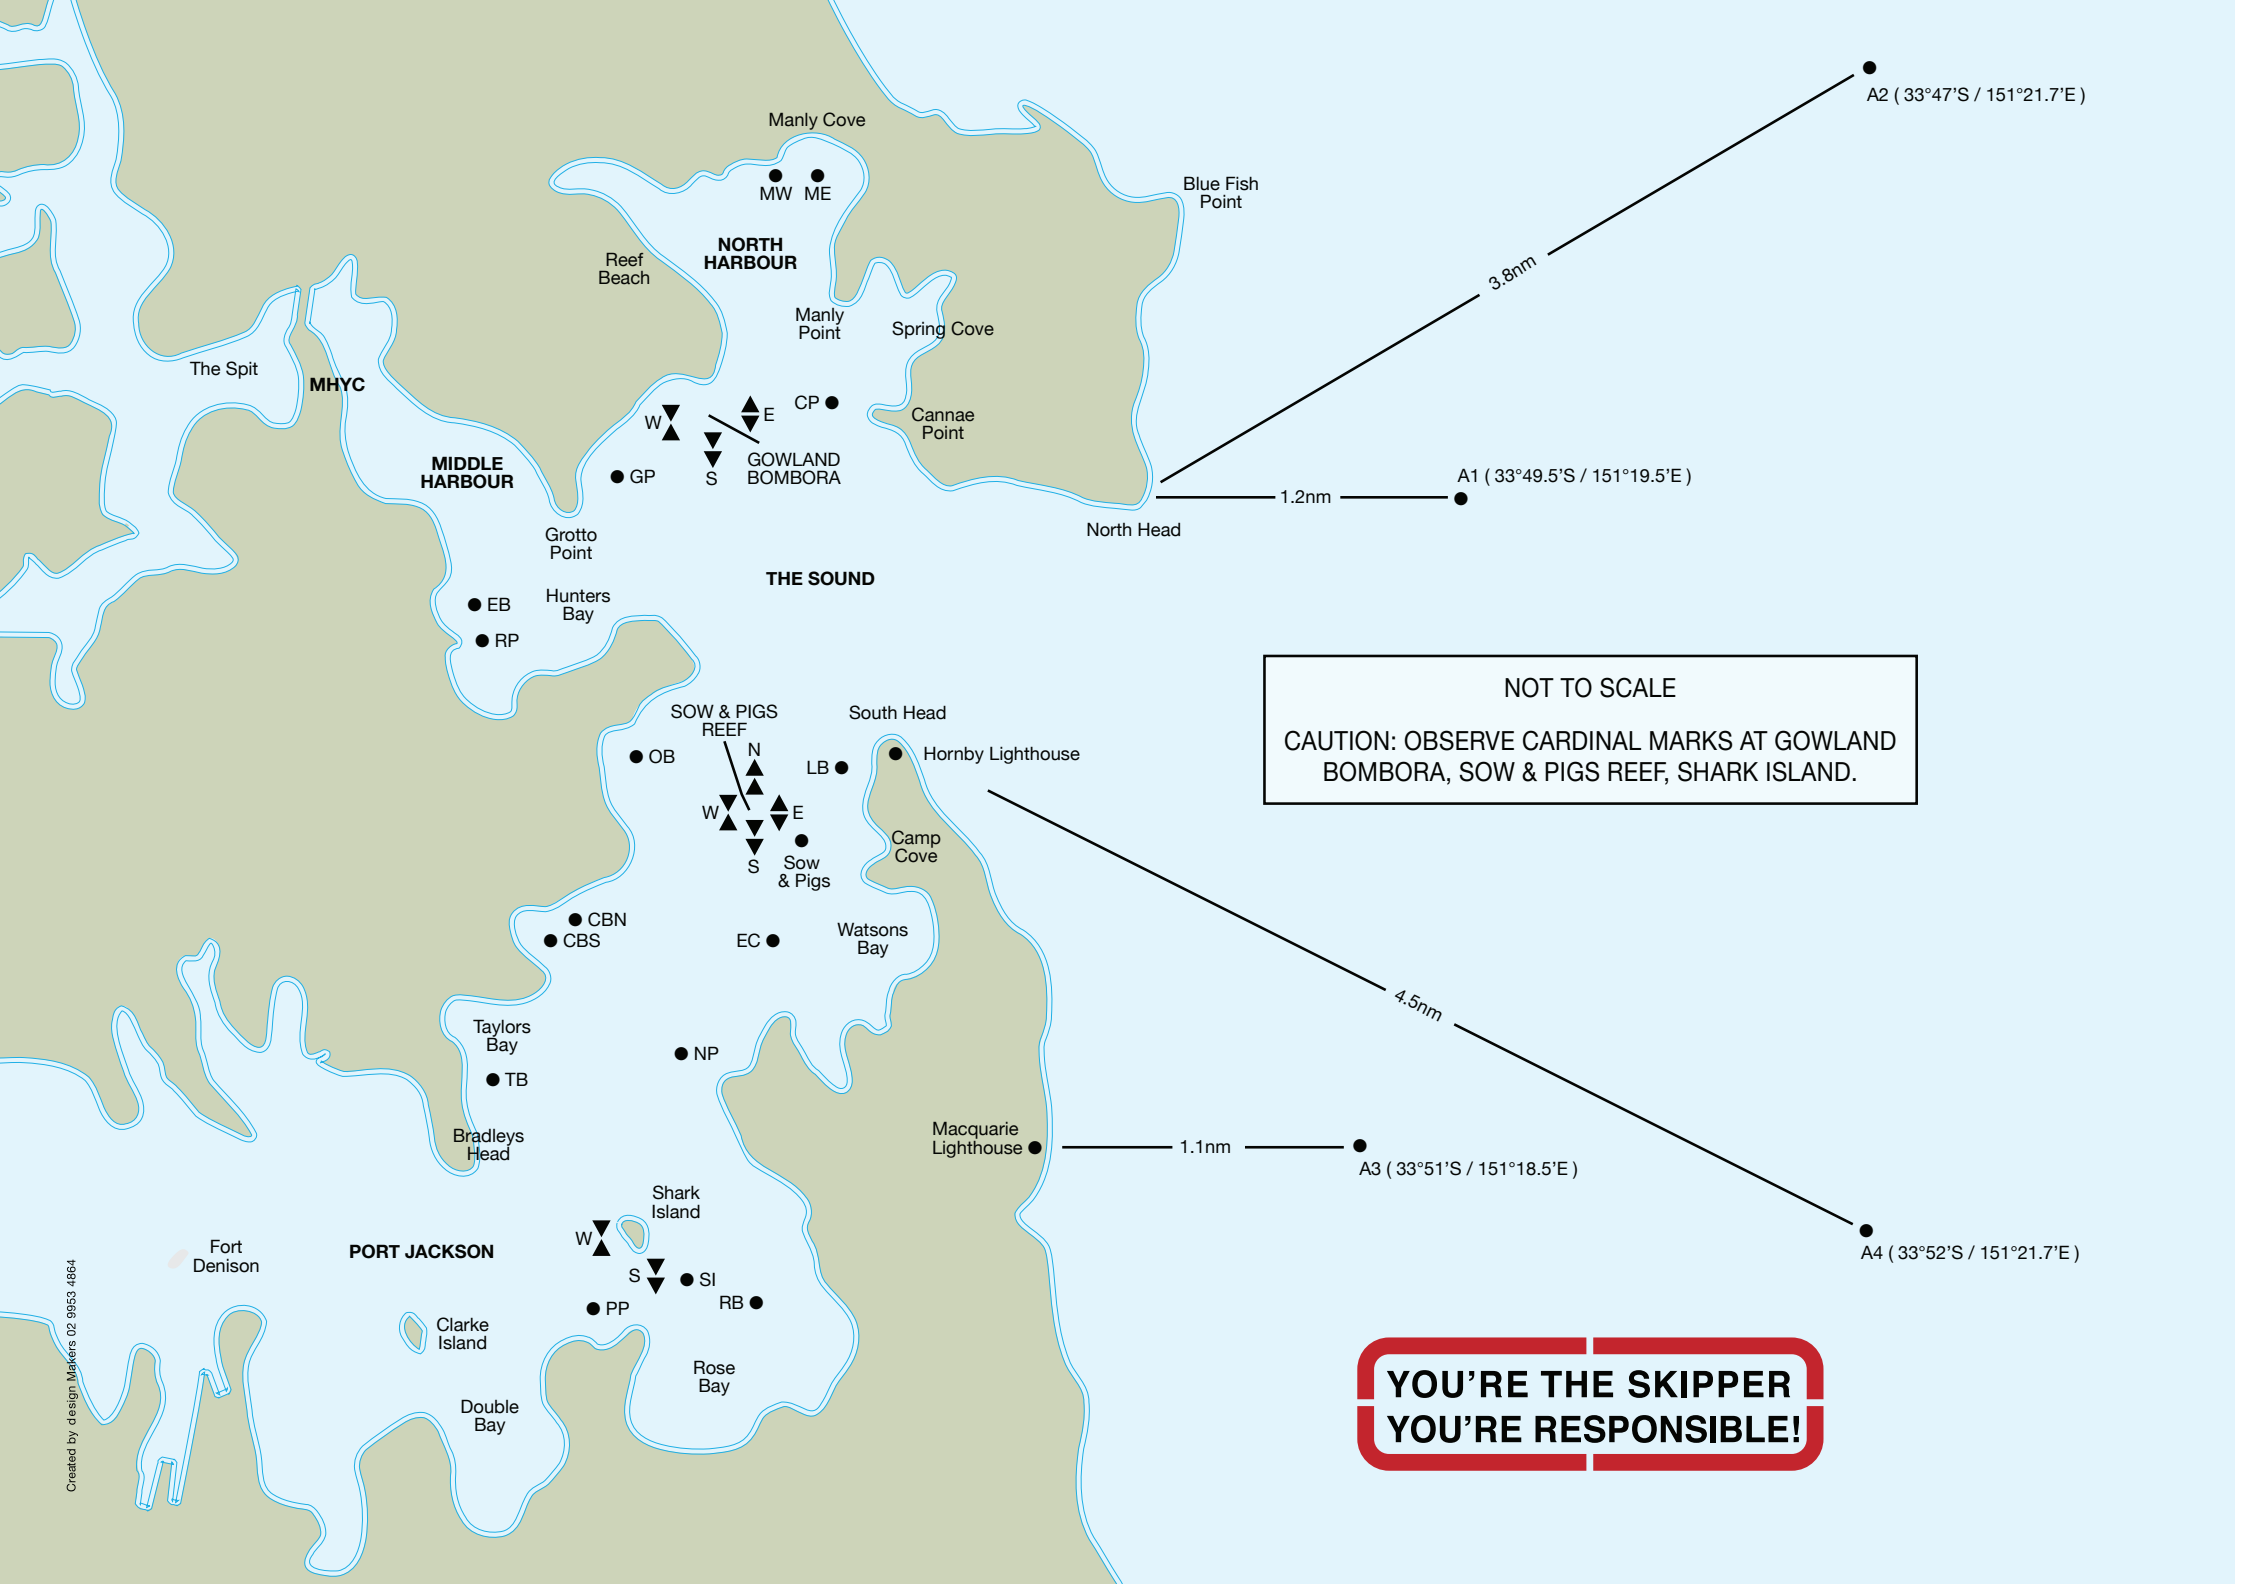 A2 ( 33°47'S / 151°21.7'E )
Manly Cove
MW
ME
Blue Fish
Point
NORTH
HARBOUR
Reef
Beach
3.8nm
Manly
Point
Spring Cove
The Spit
MHYC
CP
W
E
Cannae
Point
GOWLAND
BOMBORA
S
GP
MIDDLE
HARBOUR
A1 ( 33°49.5'S / 151°19.5'E )
1.2nm
North Head
Grotto
Point
THE SOUND
EB
Hunters
Bay
RP
NOT TO SCALE
CAUTION: OBSERVE CARDINAL MARKS AT GOWLAND
BOMBORA, SOW & PIGS REEF, SHARK ISLAND.
SOW & PIGS
REEF
South Head
N
OB
LB
Hornby Lighthouse
W
E
S
Sow
& Pigs
Camp
Cove
CBN
CBS
EC
Watsons
Bay
4.5nm
Taylors
Bay
NP
TB
Bradleys
Head
Macquarie
Lighthouse
1.1nm
A3 ( 33°51'S / 151°18.5'E )
Shark
Island
W
Fort
Denison
PORT JACKSON
A4 ( 33°52'S / 151°21.7'E )
S
SI
RB
PP
Clarke
Island
Rose
Bay
Double
Bay
YOU'RE THE SKIPPER
YOU'RE RESPONSIBLE!
Created by design Makers 02 9953 4864